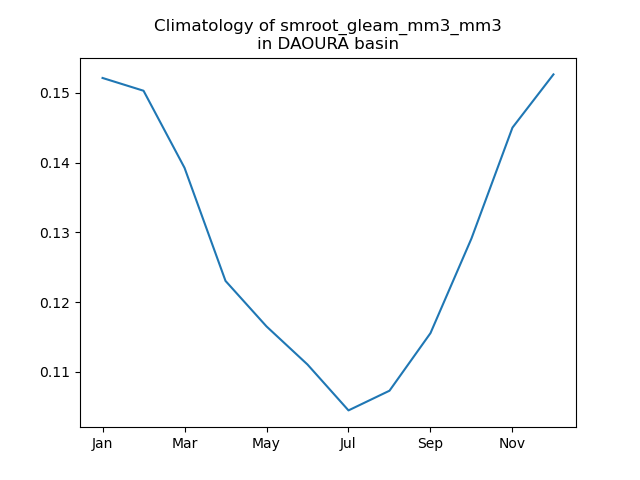 Climatology of smroot_gleam_mm3_mm3
in DAOURA basin
0.15
0.14
0.13
0.12
0.11
Jan Mar May Jul Sep Nov